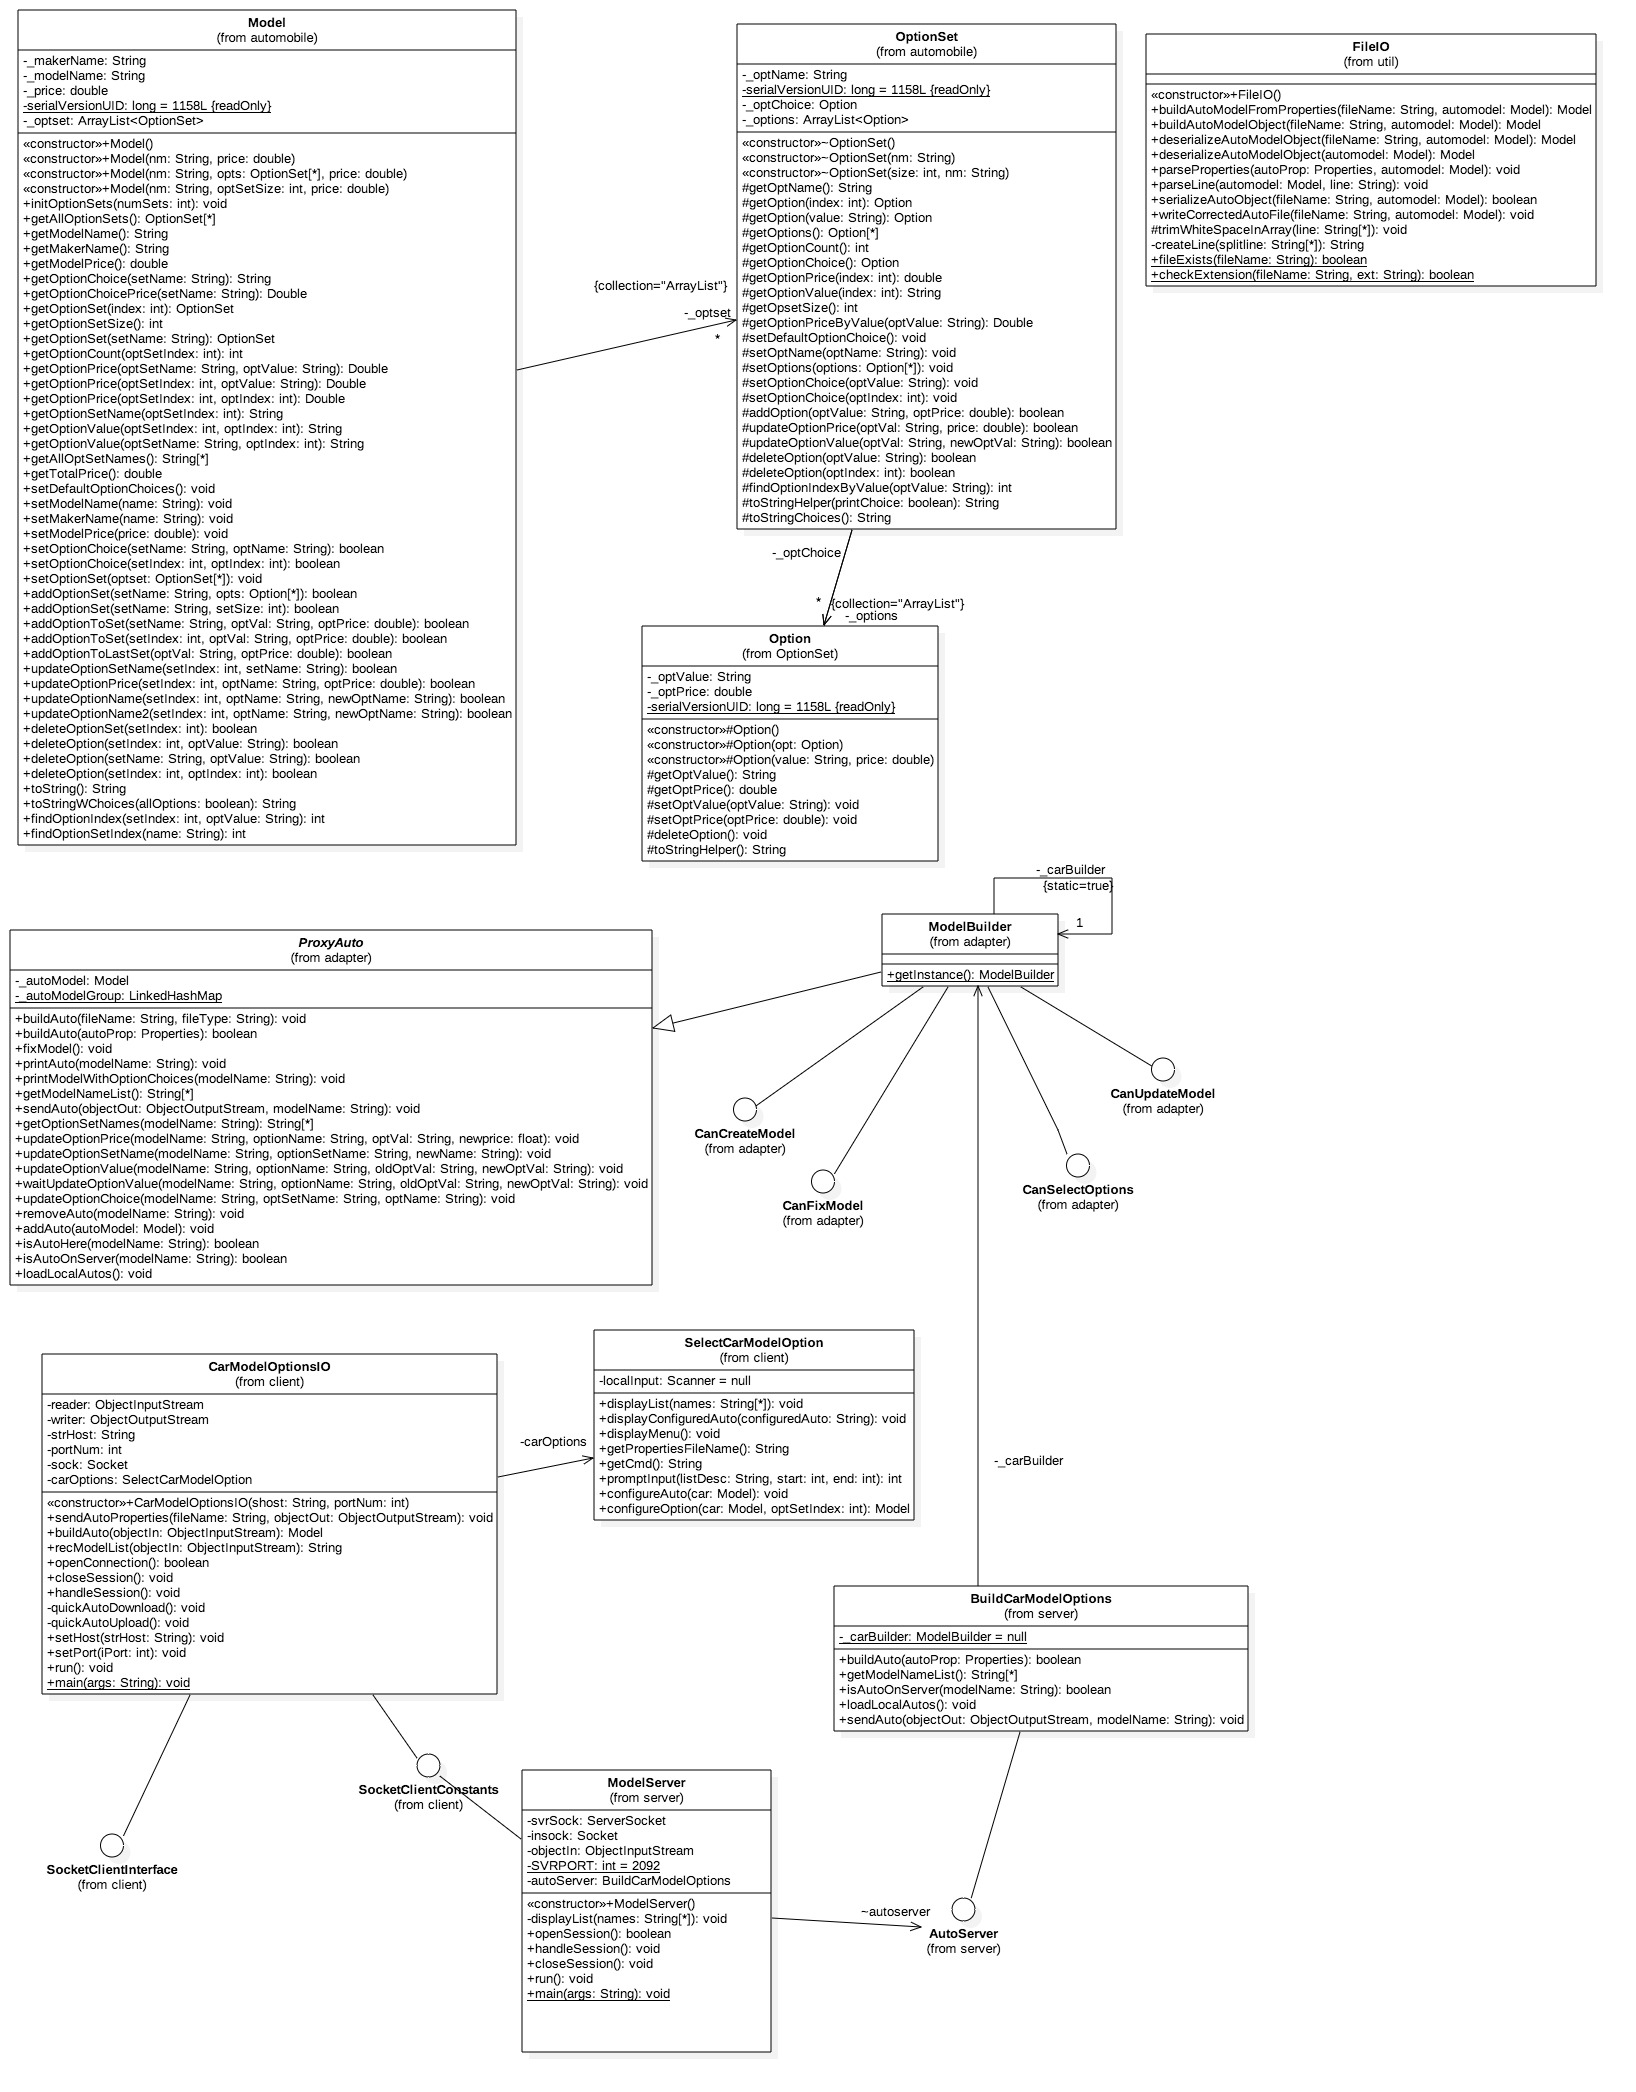 Model
(from automobile)
-_makerName: String
-_modelName: String
-_price: double
-serialVersionUID: long = 1158L {readOnly}
-_optset: ArrayList<OptionSet>
«constructor»+Model()
«constructor»+Model(nm: String, price: double)
«constructor»+Model(nm: String, opts: OptionSet[*], price: double)
«constructor»+Model(nm: String, optSetSize: int, price: double)
+initOptionSets(numSets: int): void
+getAllOptionSets(): OptionSet[*]
+getModelName(): String
+getMakerName(): String
+getModelPrice(): double
+getOptionChoice(setName: String): String
+getOptionChoicePrice(setName: String): Double
+getOptionSet(index: int): OptionSet
+getOptionSetSize(): int
+getOptionSet(setName: String): OptionSet
+getOptionCount(optSetIndex: int): int
+getOptionPrice(optSetName: String, optValue: String): Double
+getOptionPrice(optSetIndex: int, optValue: String): Double
+getOptionPrice(optSetIndex: int, optIndex: int): Double
+getOptionSetName(optSetIndex: int): String
+getOptionValue(optSetIndex: int, optIndex: int): String
+getOptionValue(optSetName: String, optIndex: int): String
+getAllOptSetNames(): String[*]
+getTotalPrice(): double
+setDefaultOptionChoices(): void
+setModelName(name: String): void
+setMakerName(name: String): void
+setModelPrice(price: double): void
+setOptionChoice(setName: String, optName: String): boolean
+setOptionChoice(setIndex: int, optIndex: int): boolean
+setOptionSet(optset: OptionSet[*]): void
+addOptionSet(setName: String, opts: Option[*]): boolean
+addOptionSet(setName: String, setSize: int): boolean
+addOptionToSet(setName: String, optVal: String, optPrice: double): boolean
+addOptionToSet(setIndex: int, optVal: String, optPrice: double): boolean
+addOptionToLastSet(optVal: String, optPrice: double): boolean
+updateOptionSetName(setIndex: int, setName: String): boolean
+updateOptionPrice(setIndex: int, optName: String, optPrice: double): boolean
+updateOptionName(setIndex: int, optName: String, newOptName: String): boolean
+updateOptionName2(setIndex: int, optName: String, newOptName: String): boolean
+deleteOptionSet(setIndex: int): boolean
+deleteOption(setIndex: int, optValue: String): boolean
+deleteOption(setName: String, optValue: String): boolean
+deleteOption(setIndex: int, optIndex: int): boolean
+toString(): String
+toStringWChoices(allOptions: boolean): String
+findOptionIndex(setIndex: int, optValue: String): int
+findOptionSetIndex(name: String): int
{collection="ArrayList"}
-_optset
*
OptionSet
(from automobile)
-_optName: String
-serialVersionUID: long = 1158L {readOnly}
-_optChoice: Option
-_options: ArrayList<Option>
«constructor»~OptionSet()
«constructor»~OptionSet(nm: String)
«constructor»~OptionSet(size: int, nm: String)
#getOptName(): String
#getOption(index: int): Option
#getOption(value: String): Option
#getOptions(): Option[*]
#getOptionCount(): int
#getOptionChoice(): Option
#getOptionPrice(index: int): double
#getOptionValue(index: int): String
#getOpsetSize(): int
#getOptionPriceByValue(optValue: String): Double
#setDefaultOptionChoice(): void
#setOptName(optName: String): void
#setOptions(options: Option[*]): void
#setOptionChoice(optValue: String): void
#setOptionChoice(optIndex: int): void
#addOption(optValue: String, optPrice: double): boolean
#updateOptionPrice(optVal: String, price: double): boolean
#updateOptionValue(optVal: String, newOptVal: String): boolean
#deleteOption(optValue: String): boolean
#deleteOption(optIndex: int): boolean
#findOptionIndexByValue(optValue: String): int
#toStringHelper(printChoice: boolean): String
#toStringChoices(): String
FileIO
(from util)
«constructor»+FileIO()
+buildAutoModelFromProperties(fileName: String, automodel: Model): Model
+buildAutoModelObject(fileName: String, automodel: Model): Model
+deserializeAutoModelObject(fileName: String, automodel: Model): Model
+deserializeAutoModelObject(automodel: Model): Model
+parseProperties(autoProp: Properties, automodel: Model): void
+parseLine(automodel: Model, line: String): void
+serializeAutoObject(fileName: String, automodel: Model): boolean
+writeCorrectedAutoFile(fileName: String, automodel: Model): void
#trimWhiteSpaceInArray(line: String[*]): void
-createLine(splitline: String[*]): String
+fileExists(fileName: String): boolean
+checkExtension(fileName: String, ext: String): boolean
-_optChoice
* {collection="ArrayList"}
-_options
Option
(from OptionSet)
-_optValue: String
-_optPrice: double
-serialVersionUID: long = 1158L {readOnly}
«constructor»#Option()
«constructor»#Option(opt: Option)
«constructor»#Option(value: String, price: double)
#getOptValue(): String
#getOptPrice(): double
#setOptValue(optValue: String): void
#setOptPrice(optPrice: double): void
#deleteOption(): void
#toStringHelper(): String
-_carBuilder
{static=true}
1
ModelBuilder
(from adapter)
+getInstance(): ModelBuilder
ProxyAuto
(from adapter)
-_autoModel: Model
-_autoModelGroup: LinkedHashMap
+buildAuto(fileName: String, fileType: String): void
+buildAuto(autoProp: Properties): boolean
+fixModel(): void
+printAuto(modelName: String): void
+printModelWithOptionChoices(modelName: String): void
+getModelNameList(): String[*]
+sendAuto(objectOut: ObjectOutputStream, modelName: String): void
+getOptionSetNames(modelName: String): String[*]
+updateOptionPrice(modelName: String, optionName: String, optVal: String, newprice: float): void
+updateOptionSetName(modelName: String, optionSetName: String, newName: String): void
+updateOptionValue(modelName: String, optionName: String, oldOptVal: String, newOptVal: String): void
+waitUpdateOptionValue(modelName: String, optionName: String, oldOptVal: String, newOptVal: String): void
+updateOptionChoice(modelName: String, optSetName: String, optName: String): void
+removeAuto(modelName: String): void
+addAuto(autoModel: Model): void
+isAutoHere(modelName: String): boolean
+isAutoOnServer(modelName: String): boolean
+loadLocalAutos(): void
CanUpdateModel
(from adapter)
CanCreateModel
(from adapter)
CanSelectOptions
(from adapter)
CanFixModel
(from adapter)
CarModelOptionsIO
(from client)
-reader: ObjectInputStream
-writer: ObjectOutputStream
-strHost: String
-portNum: int
-sock: Socket
-carOptions: SelectCarModelOption
«constructor»+CarModelOptionsIO(shost: String, portNum: int)
+sendAutoProperties(fileName: String, objectOut: ObjectOutputStream): void
+buildAuto(objectIn: ObjectInputStream): Model
+recModelList(objectIn: ObjectInputStream): String
+openConnection(): boolean
+closeSession(): void
+handleSession(): void
-quickAutoDownload(): void
-quickAutoUpload(): void
+setHost(strHost: String): void
+setPort(iPort: int): void
+run(): void
+main(args: String): void
-carOptions
SelectCarModelOption
(from client)
-localInput: Scanner = null
+displayList(names: String[*]): void
+displayConfiguredAuto(configuredAuto: String): void
+displayMenu(): void
+getPropertiesFileName(): String
+getCmd(): String
+promptInput(listDesc: String, start: int, end: int): int
+configureAuto(car: Model): void
+configureOption(car: Model, optSetIndex: int): Model
-_carBuilder
BuildCarModelOptions
(from server)
-_carBuilder: ModelBuilder = null
+buildAuto(autoProp: Properties): boolean
+getModelNameList(): String[*]
+isAutoOnServer(modelName: String): boolean
+loadLocalAutos(): void
+sendAuto(objectOut: ObjectOutputStream, modelName: String): void
SocketClientConstants
(from client)
SocketClientInterface
(from client)
ModelServer
(from server)
-svrSock: ServerSocket
-insock: Socket
-objectIn: ObjectInputStream
-SVRPORT: int = 2092
-autoServer: BuildCarModelOptions
«constructor»+ModelServer()
-displayList(names: String[*]): void
+openSession(): boolean
+handleSession(): void
+closeSession(): void
+run(): void
+main(args: String): void
~autoserver
AutoServer
(from server)